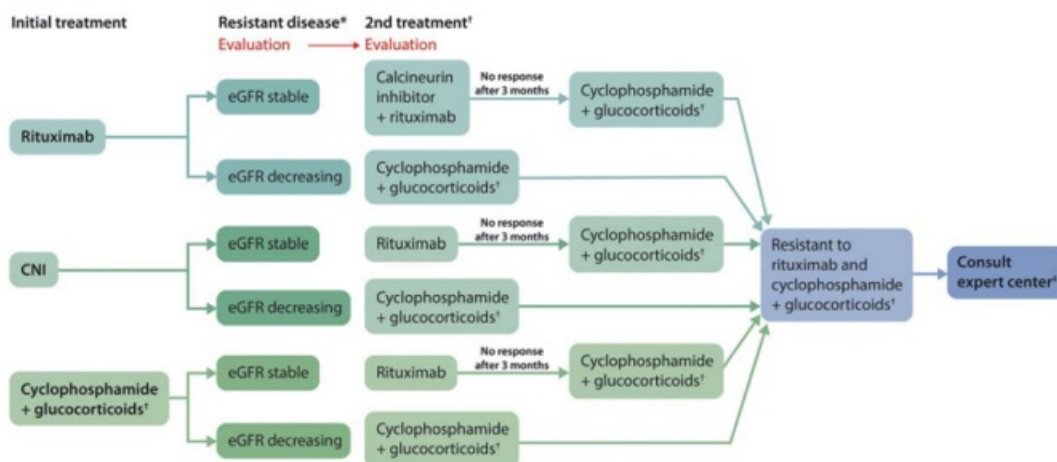 Initial treatment
Resistant disease*
2nd treatment†
Evaluation
Evaluation
Rituximab
eGFR stable
Calcineurin
inhibitor
+ rituximab
No response
after 3 months
Cyclophosphamide
+ glucocorticoids†
eGFR decreasing
Cyclophosphamide
+ glucocorticoids†
CNI
eGFR stable
Rituximab
No response
after 3 months
Cyclophosphamide
+ glucocorticoids†
eGFR decreasing
Cyclophosphamide
+ glucocorticoids†
Cyclophosphamide
+ glucocorticoids†
eGFR stable
Rituximab
No response
after 3 months
Cyclophosphamide
+ glucocorticoids†
eGFR decreasing
Cyclophosphamide
+ glucocorticoids†
Resistant to
rituximab and
cyclophosphamide
+ glucocorticoids†
Consult
expert center